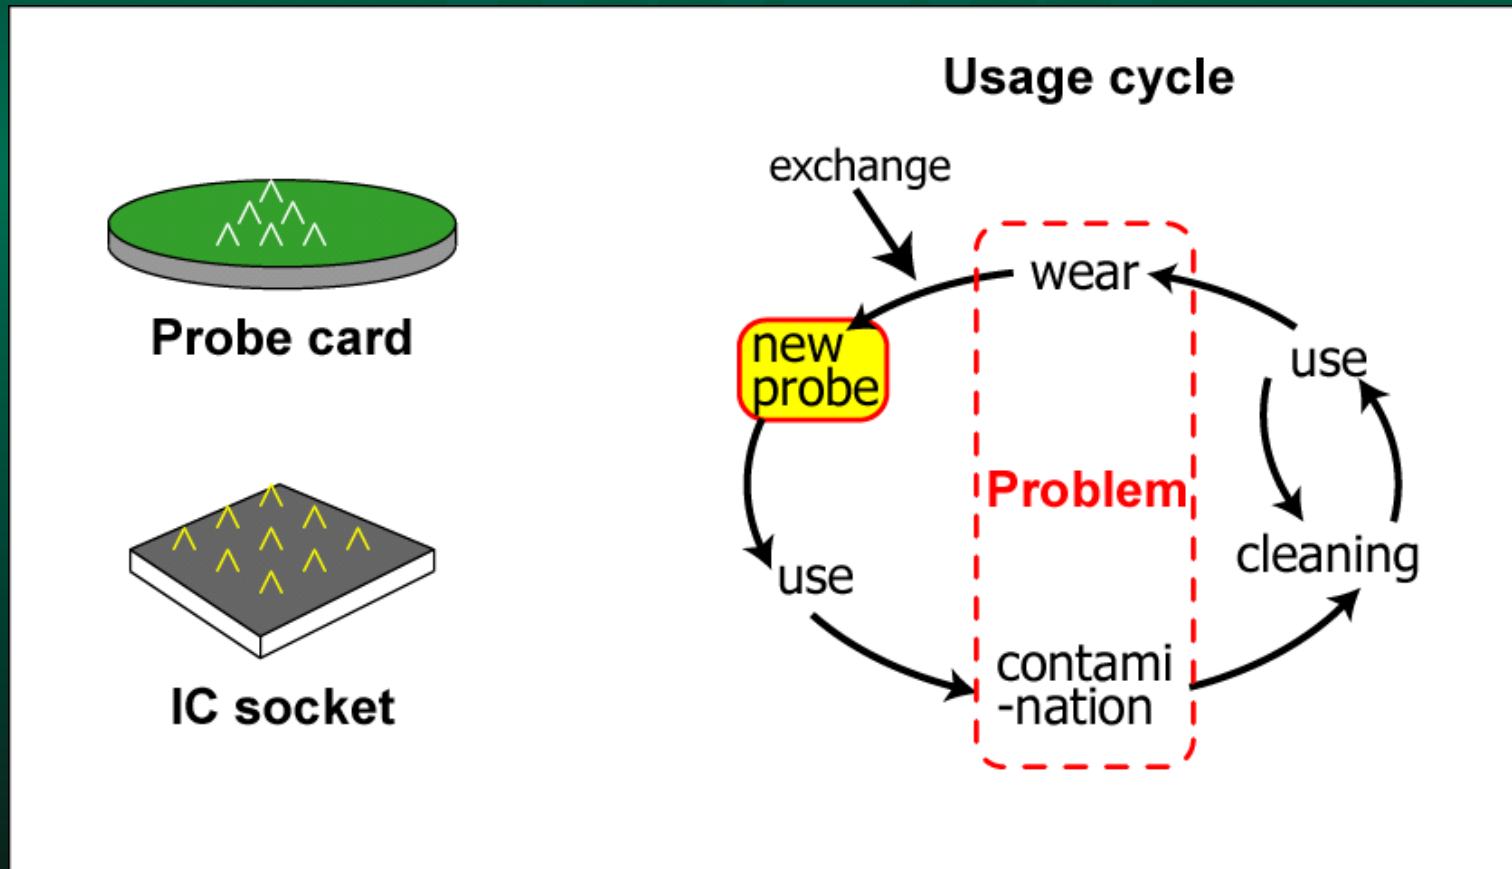 Usage cycle
exchange
wear
new
probe
use
Problem
cleaning
use
contami
-nation
Probe card
IC socket